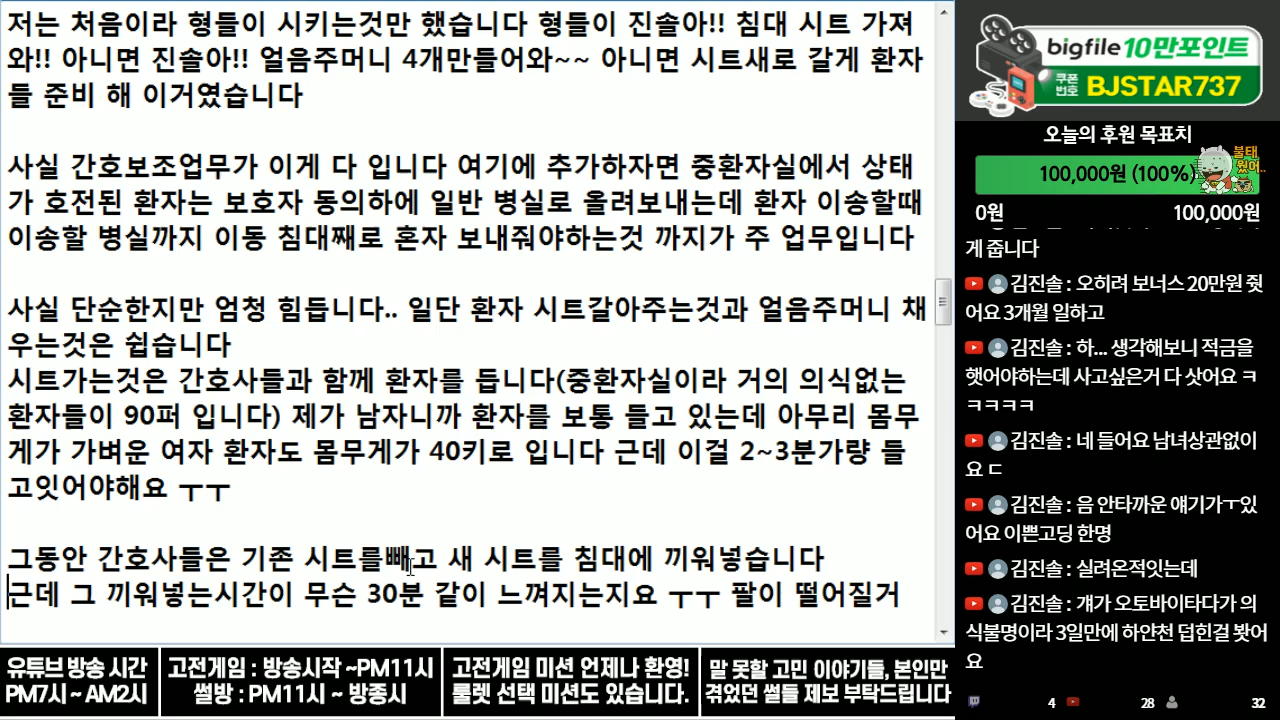 저는 처음이라 형들이 시키는것만 했습니다 형들이 진솔아!! 침대 시트 가져
와!! 아니면 진솔아!! 얼음주머니 4개만들어와~~ 아니면 시트새로 갈게 환자
들 준비 해 이거였습니다
사실 간호보조업무가 이게 다 입니다 여기에 추가하자면 중환자실에서 상태
가 호전된 환자는 보호자 동의하에 일반 병실로 올려보내는데 환자 이송할때
이송할 병실까지 이동 침대째로 혼자 보내줘야하는것 까지가 주 업무입니다
사실 단순한지만 엄청 힘듭니다.. 일단 환자 시트갈아주는것과 얼음주머니 채
우는것은 쉽습니다
시트가는것은 간호사들과 함께 환자를 듭니다(중환자실이라 거의 의식없는
환자들이 90퍼 입니다) 제가 남자니까 환자를 보통 들고 있는데 아무리 몸무
게가 가벼운 여자 환자도 몸무게가 40키로 입니다 근데 이걸 2~3분가량 들
고잇어야해요 ㅜㅜ
그동안 간호사들은 기존 시트를빼고 새 시트를 침대에 끼워넣습니다
근데 그 끼워넣는시간이 무슨 30분 같이 느껴지는지요 ㅜㅜ 팔이 떨어질거
bigfile 10만포인트
쿠폰번호 BJSTAR737
오늘의 후원 목표치
100,000원 (100%)
불태웠어..
0원 100,000원
게 줍니다
김진솔 : 오히려 보너스 20만원 줫
어요 3개월 일하고
김진솔 : 하... 생각해보니 적금을
햇어야하는데 사고싶은거 다 삿어요 ㅋ
ㅋㅋㅋㅋ
김진솔 : 네 들어요 남녀상관없이
요 ㄷ
김진솔 : 음 안타까운 얘기가ㅜ있
어요 이쁜고딩 한명
김진솔 : 실려온적잇는데
김진솔 : 걔가 오토바이타다가 의
식불명이라 3일만에 하얀천 덥힌걸 봤어
요
4 28 32
유튜브 방송 시간
PM7시 ~ AM2시
고전게임 : 방송시작 ~PM11시
썰방 : PM11시 ~ 방종시
고전게임 미션 언제나 환영!
룰렛 선택 미션도 있습니다.
말 못할 고민 이야기들, 본인만
겪었던 썰들 제보 부탁드립니다